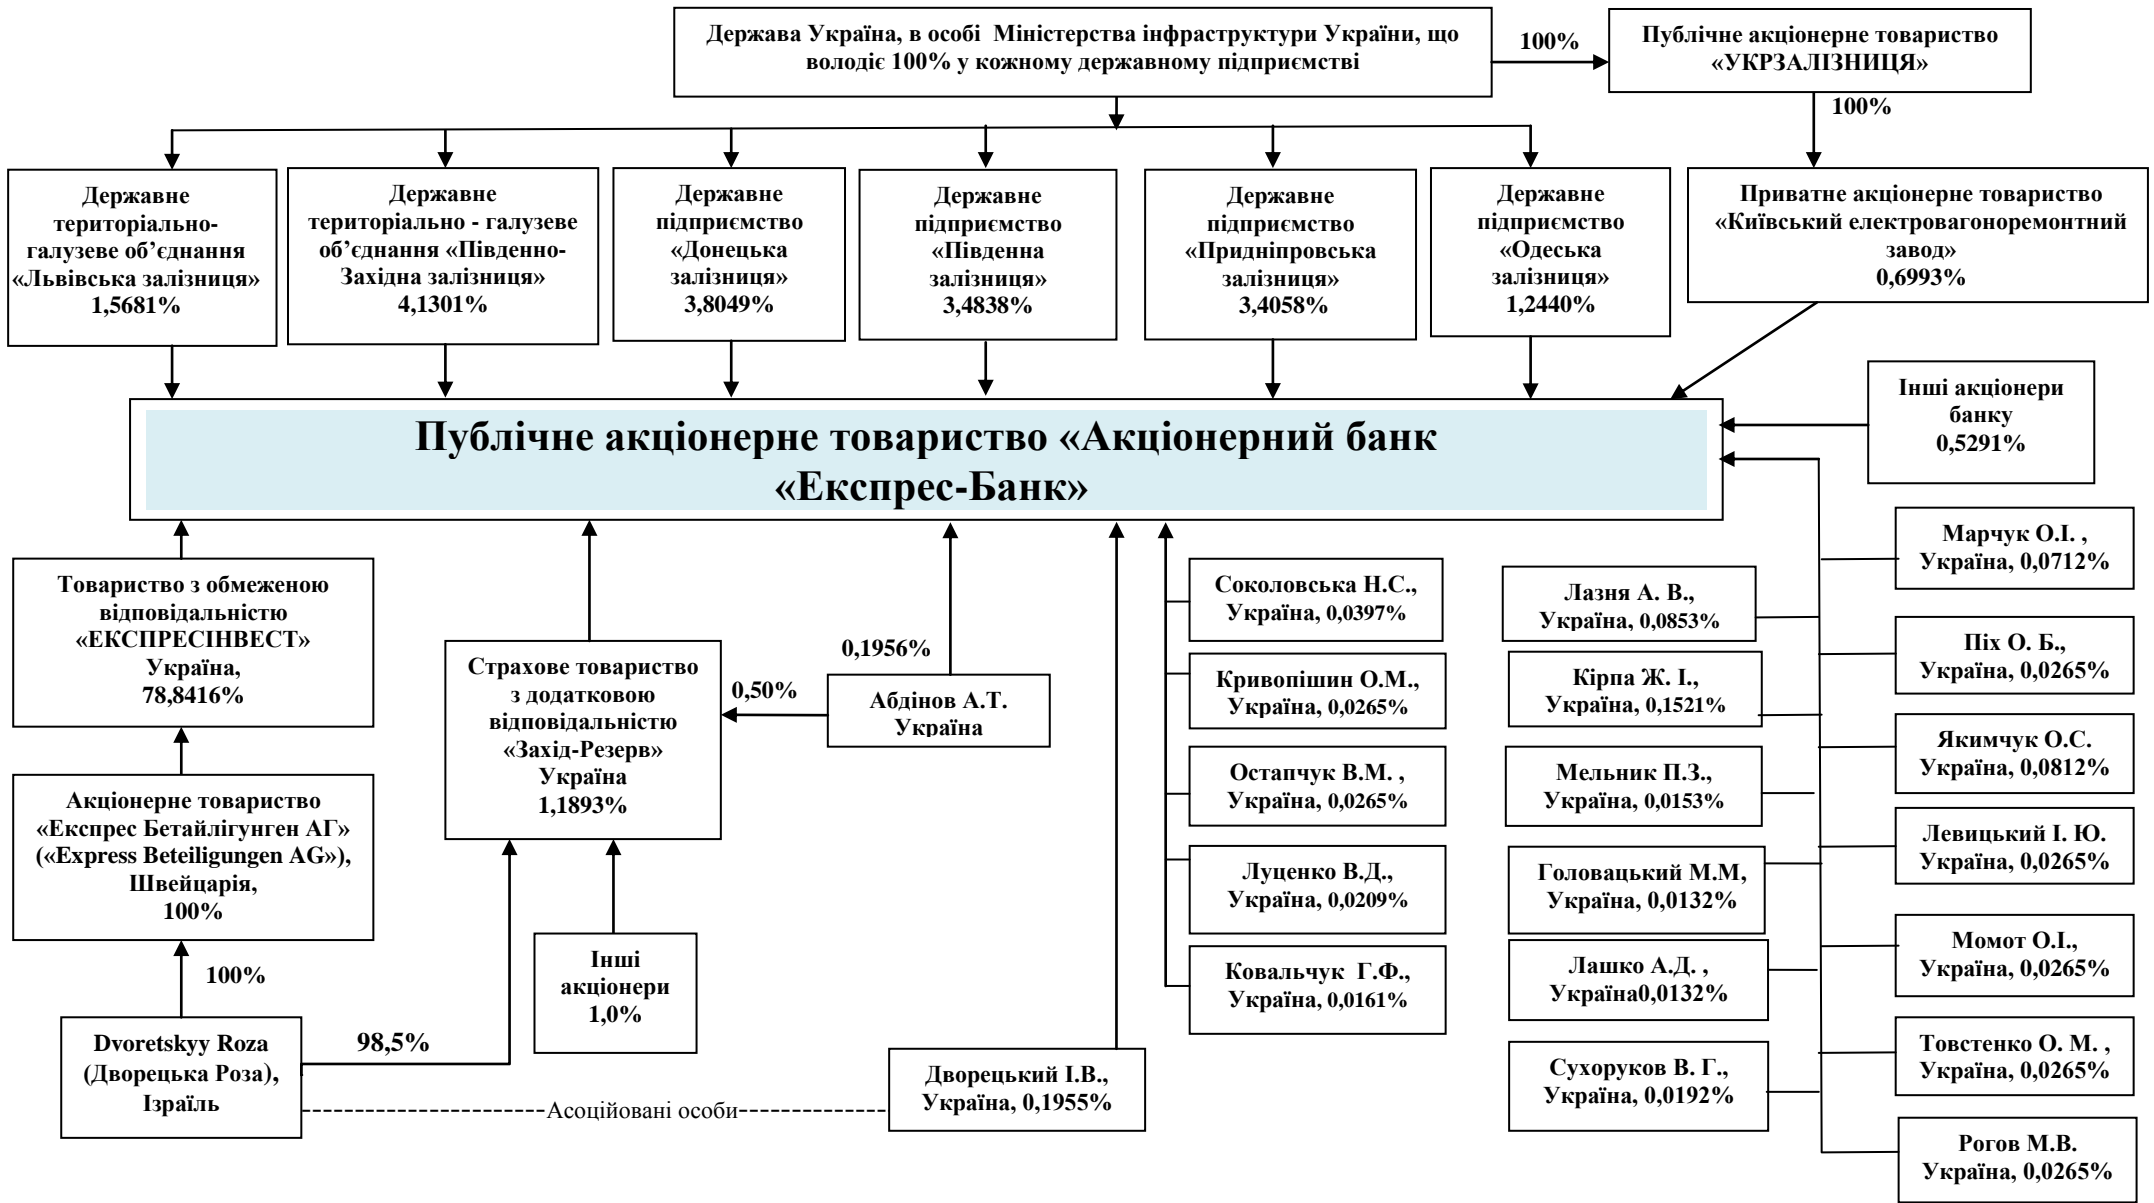 Держава Україна, в особі Міністерства інфраструктури України, що
володіє 100% у кожному державному підприємстві
100%
Публічне акціонерне товариство
«УКРЗАЛІЗНИЦЯ»
100%
Державне
територіально-
галузеве об’єднання
«Львівська залізниця»
1,5681%
Державне
територіально - галузеве
об’єднання «Південно-
Західна залізниця»
4,1301%
Державне
підприємство
«Донецька
залізниця»
3,8049%
Державне
підприємство
«Південна
залізниця»
3,4838%
Державне
підприємство
«Придніпровська
залізниця»
3,4058%
Державне
підприємство
«Одеська
залізниця»
1,2440%
Приватне акціонерне товариство
«Київський електровагоноремонтний
завод»
0,6993%
Інші акціонери
банку
0,5291%
Публічне акціонерне товариство «Акціонерний банк
«Експрес-Банк»
Товариство з обмеженою
відповідальністю
«ЕКСПРЕСІНВЕСТ»
Україна,
78,8416%
Акціонерне товариство
«Експрес Бетайлігунген АГ»
(«Express Beteiligungen AG»),
Швейцарія,
100%
100%
Dvoretskyy Roza
(Дворецька Роза),
Ізраїль
98,5%
Страхове товариство
з додатковою
відповідальністю
«Захід-Резерв»
Україна
1,1893%
Інші
акціонери
1,0%
0,50%
0,1956%
Абдінов А.Т.
Україна
Асоційовані особи
Дворецький І.В.,
Україна, 0,1955%
Соколовська Н.С.,
Україна, 0,0397%
Кривопішин О.М.,
Україна, 0,0265%
Остапчук В.М. ,
Україна, 0,0265%
Луценко В.Д.,
Україна, 0,0209%
Ковальчук Г.Ф.,
Україна, 0,0161%
Лазня А. В.,
Україна, 0,0853%
Кірпа Ж. І.,
Україна, 0,1521%
Мельник П.З.,
Україна, 0,0153%
Головацький М.М,
Україна, 0,0132%
Лашко А.Д. ,
Україна0,0132%
Сухоруков В. Г.,
Україна, 0,0192%
Марчук О.І. ,
Україна, 0,0712%
Піх О. Б.,
Україна, 0,0265%
Якимчук О.С.
Україна, 0,0812%
Левицький І. Ю.
Україна, 0,0265%
Момот О.І.,
Україна, 0,0265%
Товстенко О. М. ,
Україна, 0,0265%
Рогов М.В.
Україна, 0,0265%